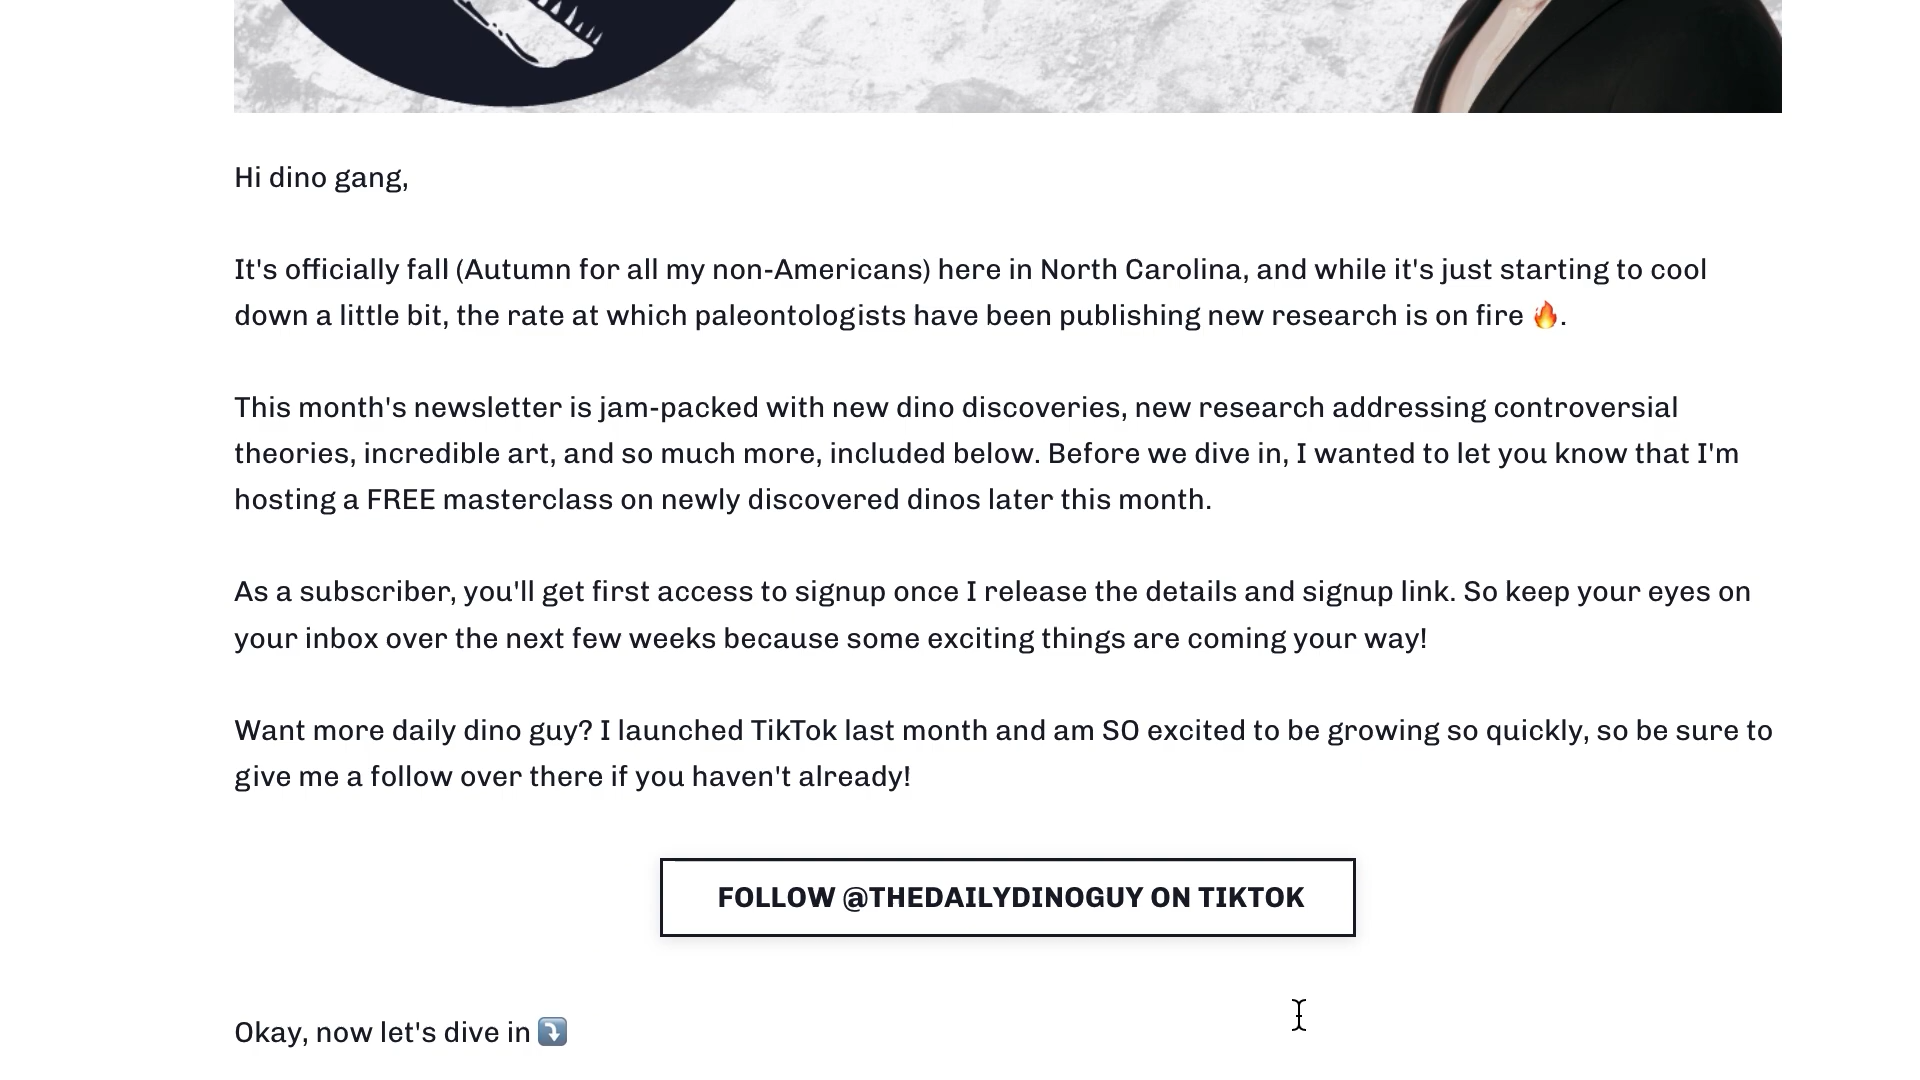 Hi dino gang,
It's officially fall (Autumn for all my non-Americans) here in North Carolina, and while it's just starting to cool
down a little bit, the rate at which paleontologists have been publishing new research is on fire 🔥.
This month's newsletter is jam-packed with new dino discoveries, new research addressing controversial
theories, incredible art, and so much more, included below. Before we dive in, I wanted to let you know that I'm
hosting a FREE masterclass on newly discovered dinos later this month.
As a subscriber, you'll get first access to signup once I release the details and signup link. So keep your eyes on
your inbox over the next few weeks because some exciting things are coming your way!
Want more daily dino guy? I launched TikTok last month and am SO excited to be growing so quickly, so be sure to
give me a follow over there if you haven't already!
FOLLOW @THEDAILYDINOGUY ON TIKTOK
Okay, now let's dive in ⤵️